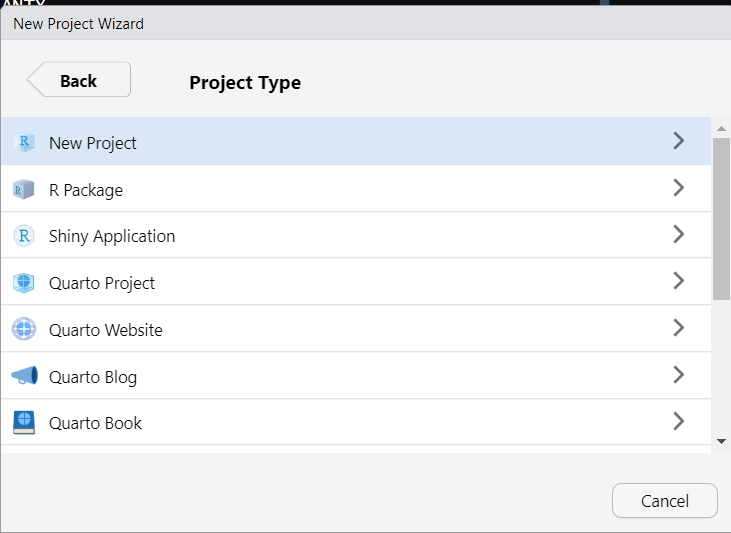 New Project Wizard
Back
Project Type
New Project
R Package
Shiny Application
Quarto Project
Quarto Website
Quarto Blog
Quarto Book
Cancel